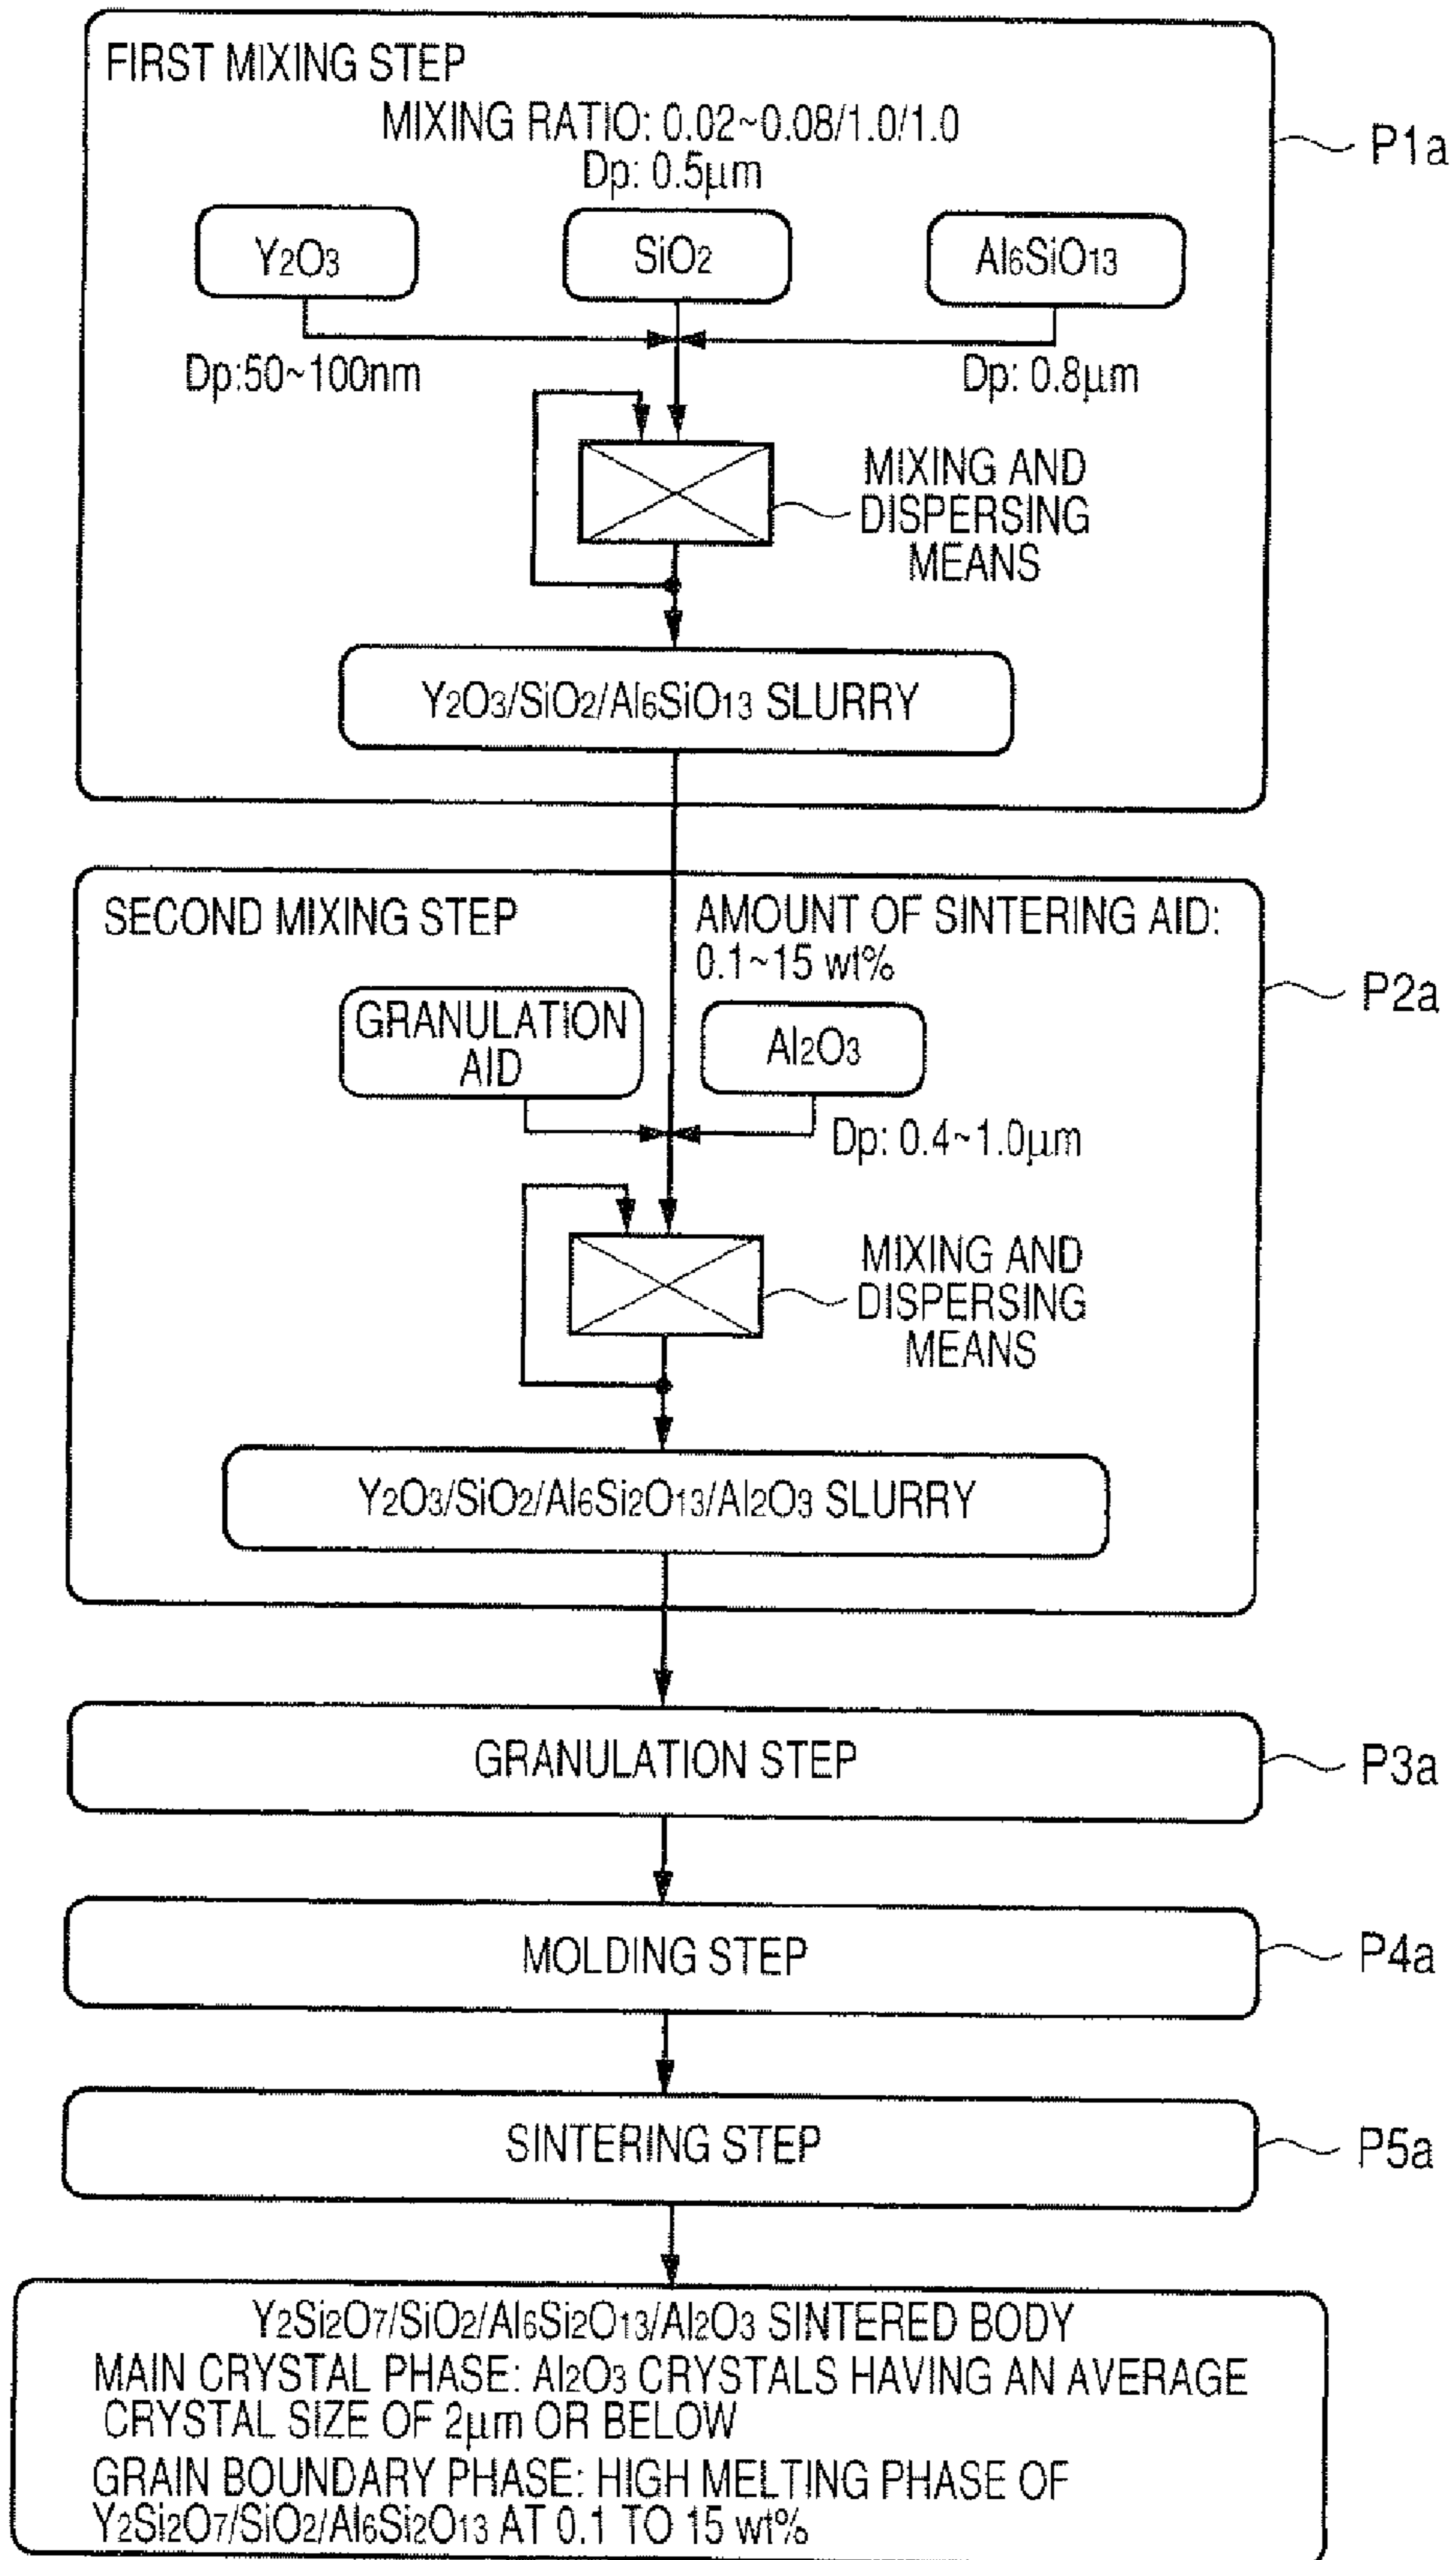 FIRST MIXING STEP
MIXING RATIO: 0.02~0.08/1.0/1.0
P1a
Dp: 0.5μm
Y2O3
SiO2
Al6SiO13
Dp:50~100nm
Dp: 0.8μm
MIXING AND
DISPERSING
MEANS
Y2O3/SiO2/Al6SiO13 SLURRY
SECOND MIXING STEP
AMOUNT OF SINTERING AID:
0.1~15 wt%
P2a
GRANULATION
AID
Al2O3
Dp: 0.4~1.0μm
MIXING AND
DISPERSING
MEANS
Y2O3/SiO2/Al6Si2O13/Al2O3 SLURRY
GRANULATION STEP
P3a
MOLDING STEP
P4a
SINTERING STEP
P5a
Y2Si2O7/SiO2/Al6Si2O13/Al2O3 SINTERED BODY
MAIN CRYSTAL PHASE: Al2O3 CRYSTALS HAVING AN AVERAGE
CRYSTAL SIZE OF 2μm OR BELOW
GRAIN BOUNDARY PHASE: HIGH MELTING PHASE OF
Y2Si2O7/SiO2/Al6Si2O13 AT 0.1 TO 15 wt%